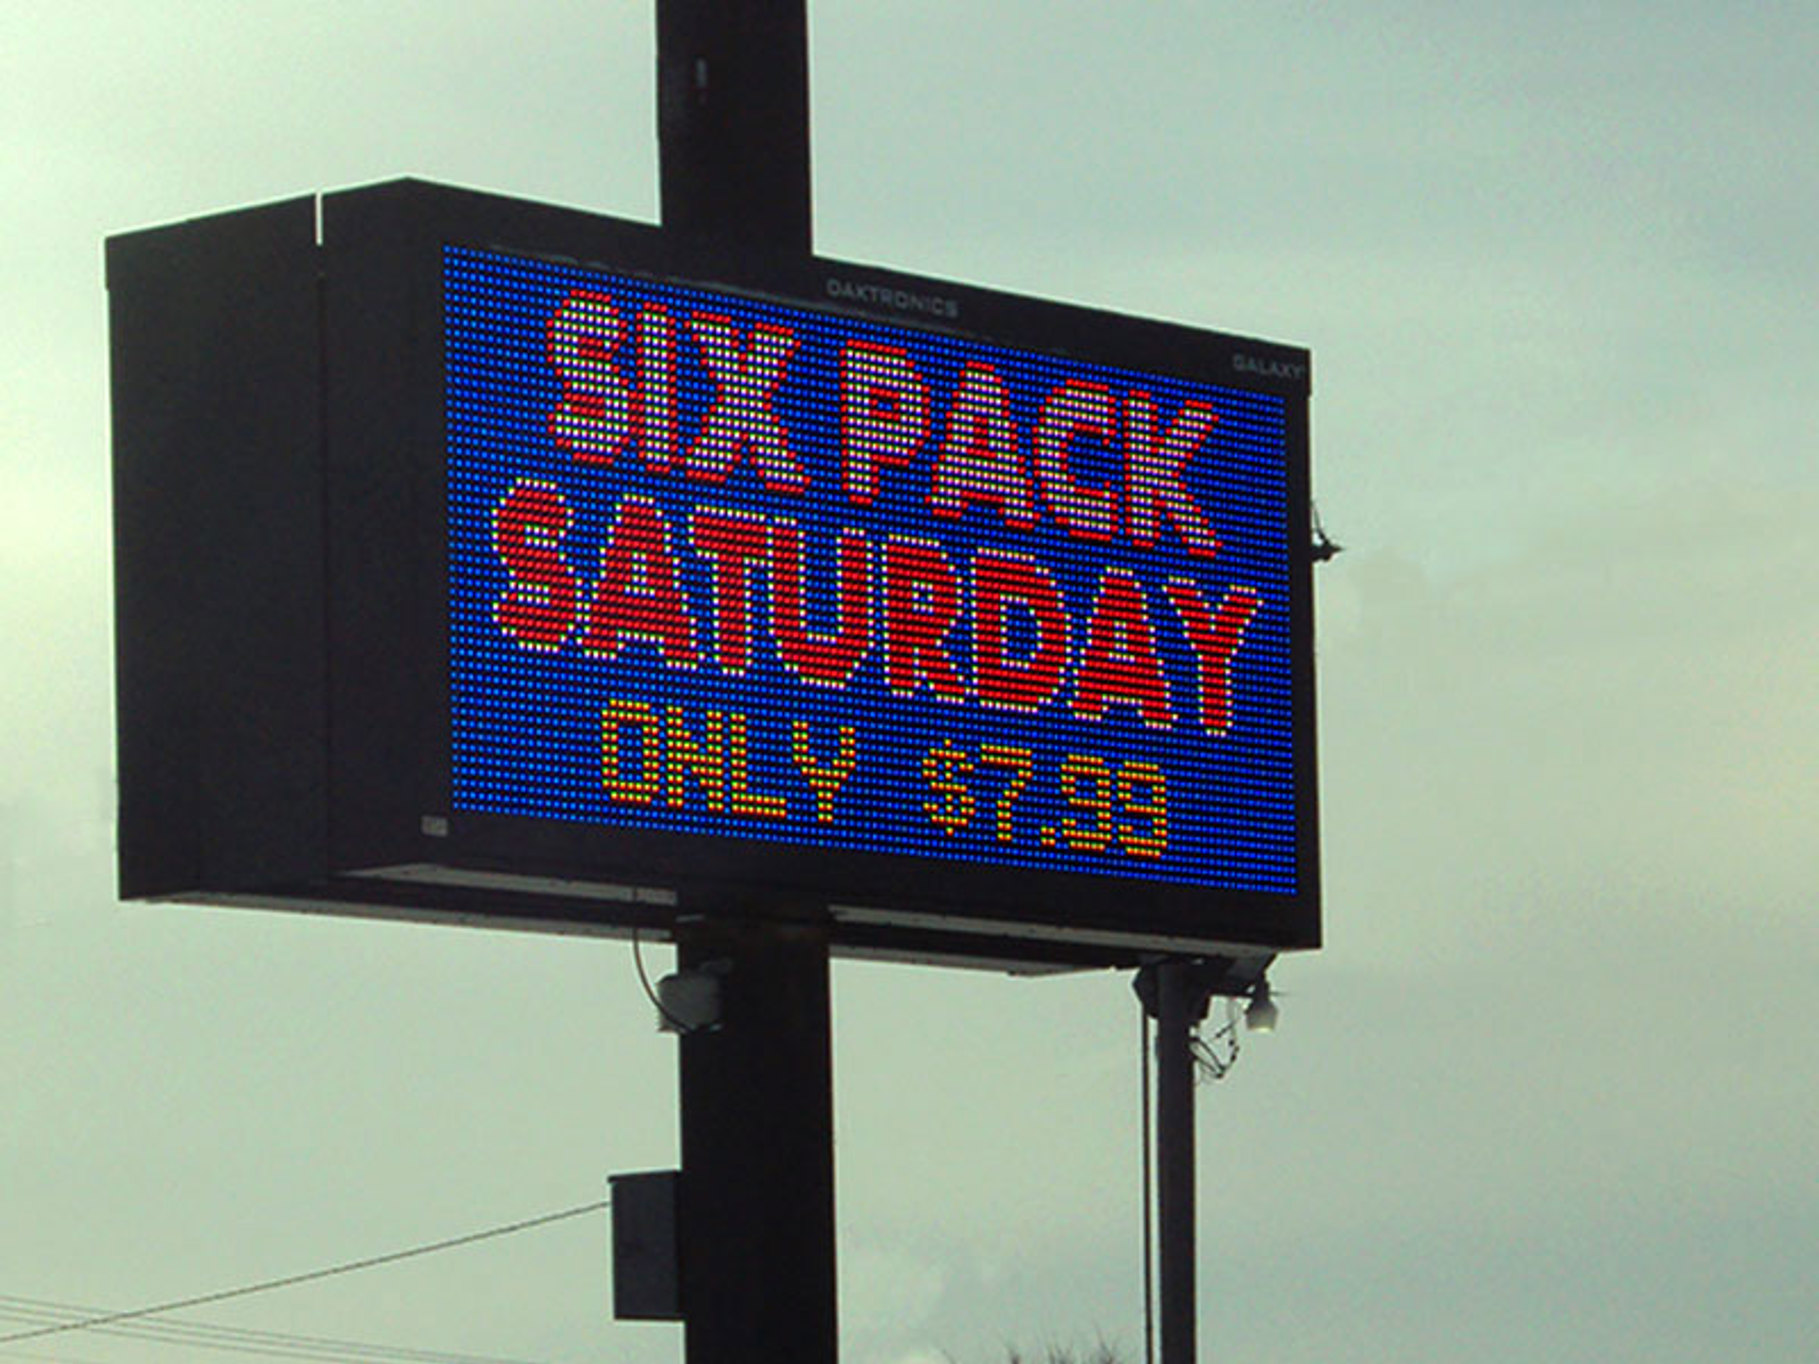 DAKTRONICS
GALAXY
SIX PACK
SATURDAY
ONLY $7.99